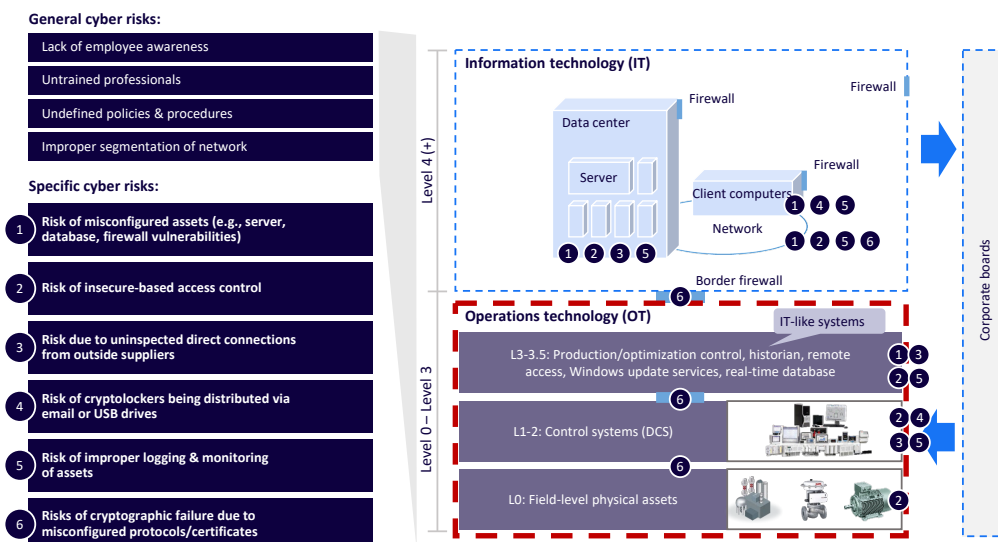 General cyber risks:
Lack of employee awareness
Untrained professionals
Undefined policies & procedures
Improper segmentation of network
Specific cyber risks:
1
Risk of misconfigured assets (e.g., server,
database, firewall vulnerabilities)
2
Risk of insecure-based access control
3
Risk due to uninspected direct connections
from outside suppliers
4
Risk of cryptolockers being distributed via
email or USB drives
5
Risk of improper logging & monitoring
of assets
6
Risks of cryptographic failure due to
misconfigured protocols/certificates
Level 4 (+)
Level 0 – Level 3
Information technology (IT)
Firewall
Firewall
Data center
Server
1 2 3 5
Firewall
Client computers
1 4 5
Network
1 2 5 6
Border firewall
6
Operations technology (OT)
IT-like systems
L3-3.5: Production/optimization control, historian, remote
access, Windows update services, real-time database
1 3
2 5
6
L1-2: Control systems (DCS)
2 4
3 5
6
L0: Field-level physical assets
2
Corporate boards